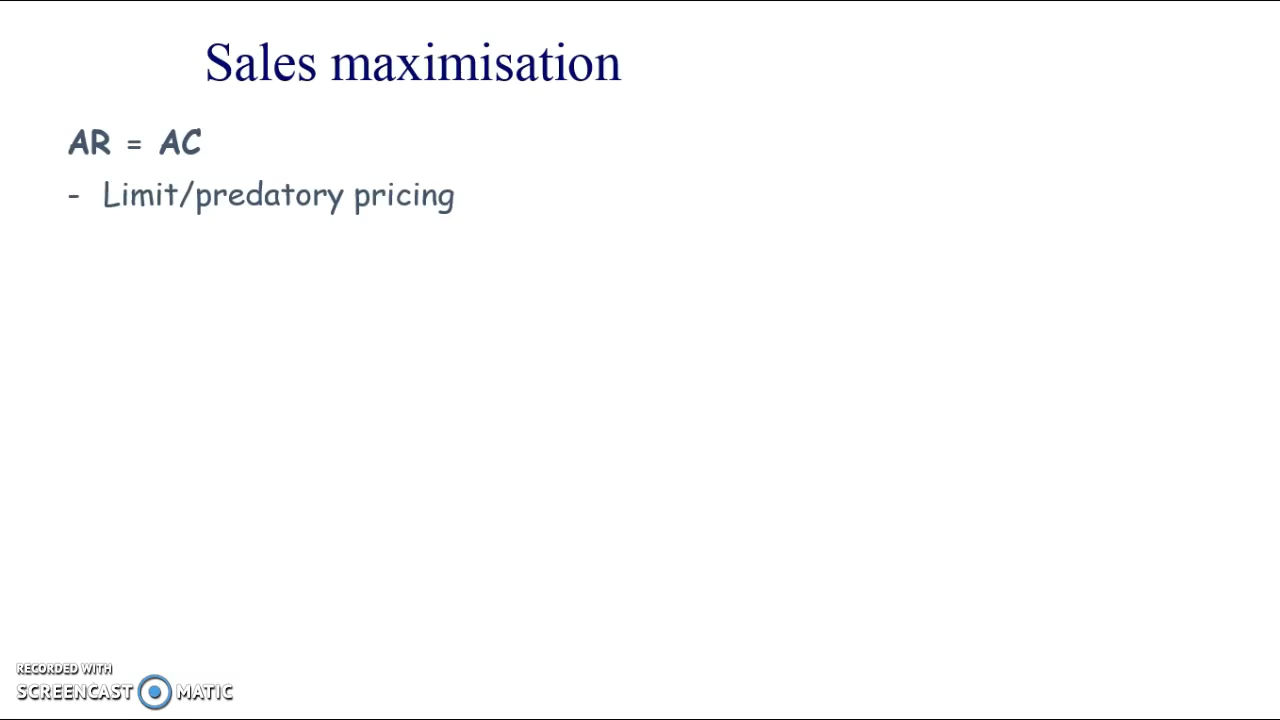 Sales maximisation
AR = AC
- Limit/predatory pricing
RECORDED WITH
SCREENCAST MATIC